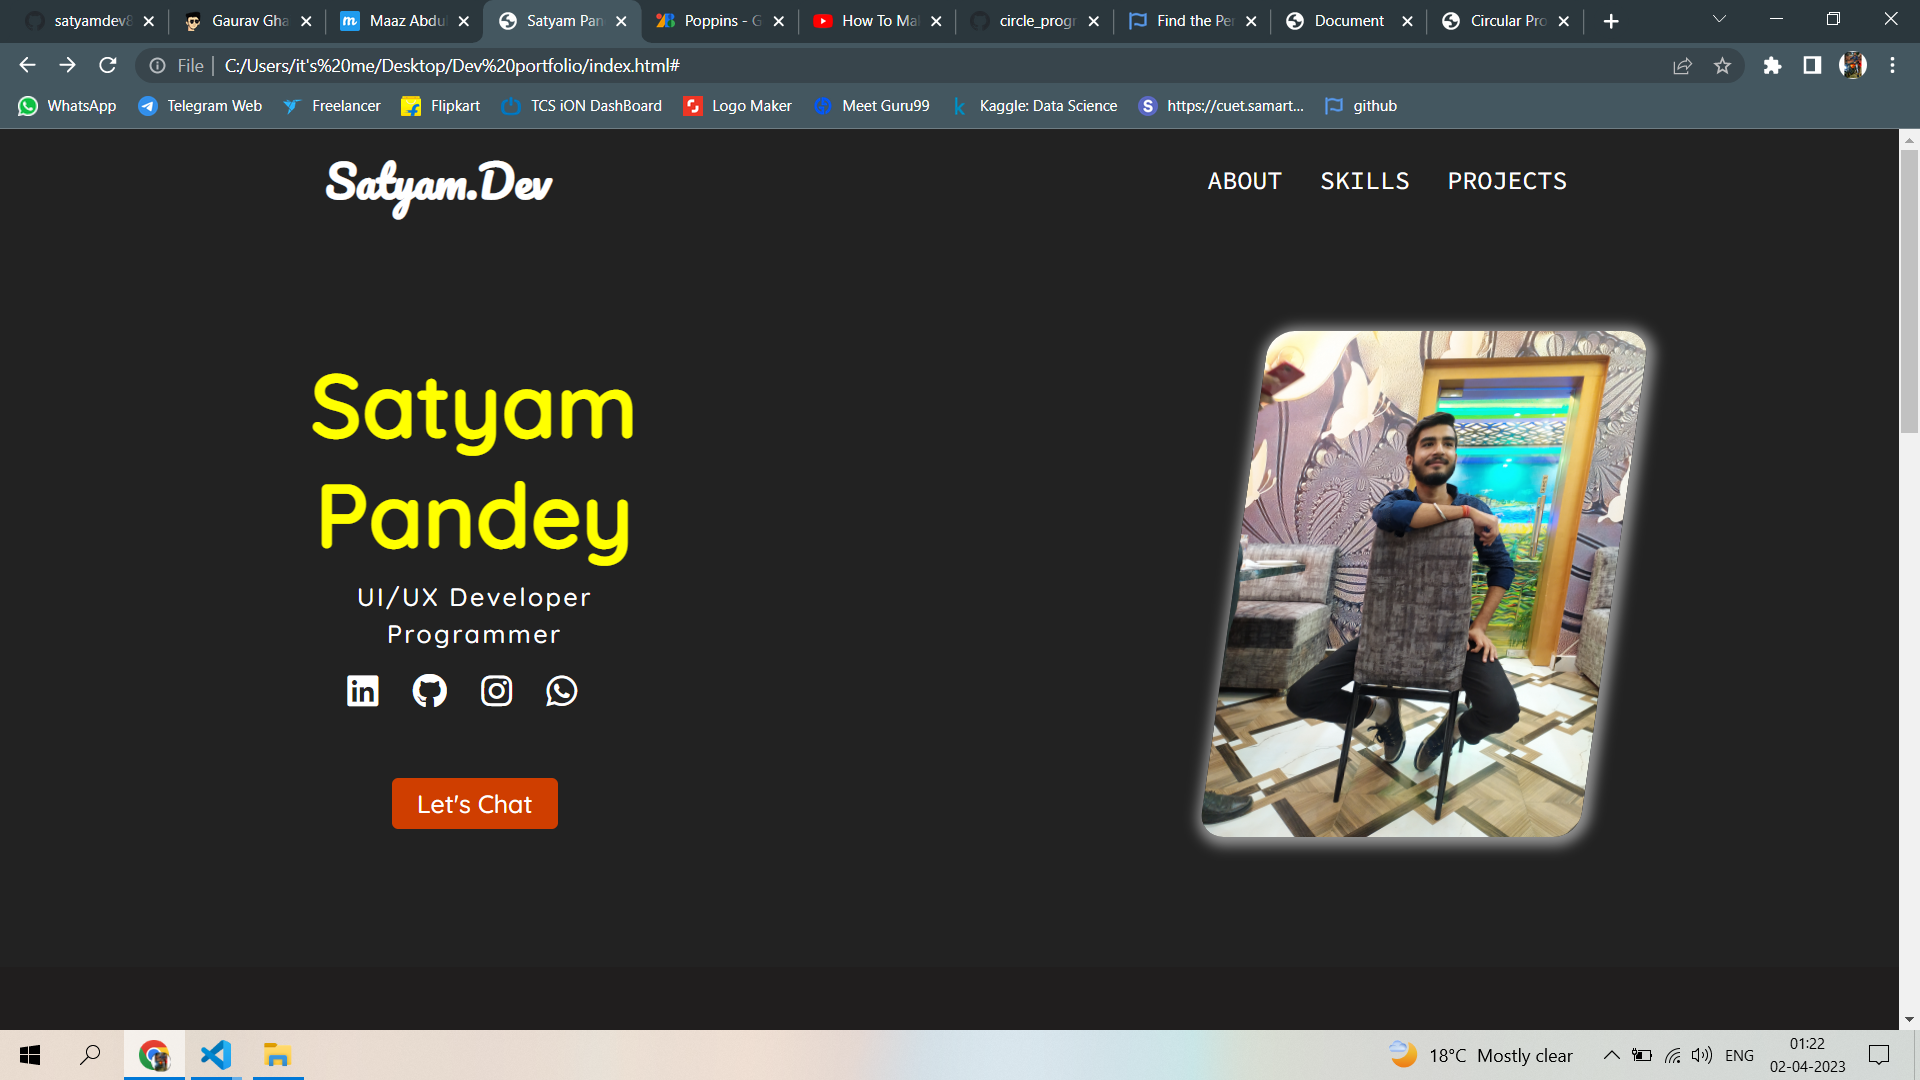 satyamdev8
Gaurav Gha
Maaz Abdul
Satyam Pan
Poppins - G
How To Mak
circle_progr
Find the Per
Document
Circular Pro
File
C:/Users/it's%20me/Desktop/Dev%20portfolio/index.html#
WhatsApp
Telegram Web
Freelancer
Flipkart
TCS iON DashBoard
Logo Maker
Meet Guru99
Kaggle: Data Science
https://cuet.samart...
github
Satyam.Dev
ABOUT
SKILLS
PROJECTS
Satyam
Pandey
UI/UX Developer
Programmer
Let's Chat
18°C Mostly clear
ENG
01:22
02-04-2023